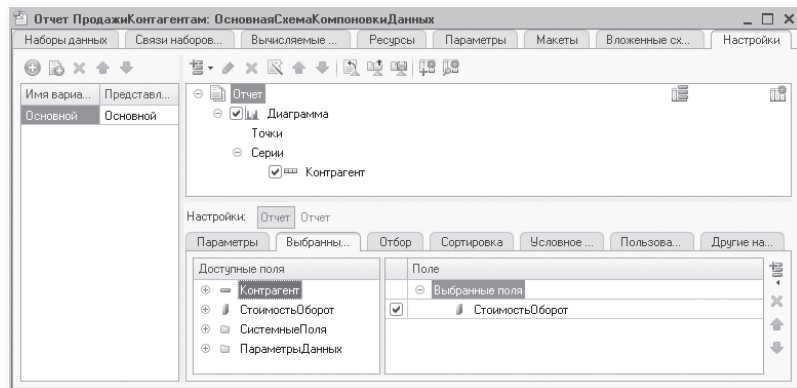 Отчет ПродажиКонтагентам: ОсновнаяСхемаКомпоновкиДанных
Наборы данных Связи наборов... Вычисляемые ... Ресурсы Параметры Макеты Вложенные сх... Настройки
Имя вариа... Представл...
Основной Основной
Отчет
Диаграмма
Точки
Серии
Контрагент
Настройки: Отчет Отчет
Параметры Выбранны... Отбор Сортировка Условное ... Пользова... Другие на...
Доступные поля Поле
Контрагент Выбранные поля
СтоимостьОборот СтоимостьОборот
СистемныеПоля
ПараметрыДанных